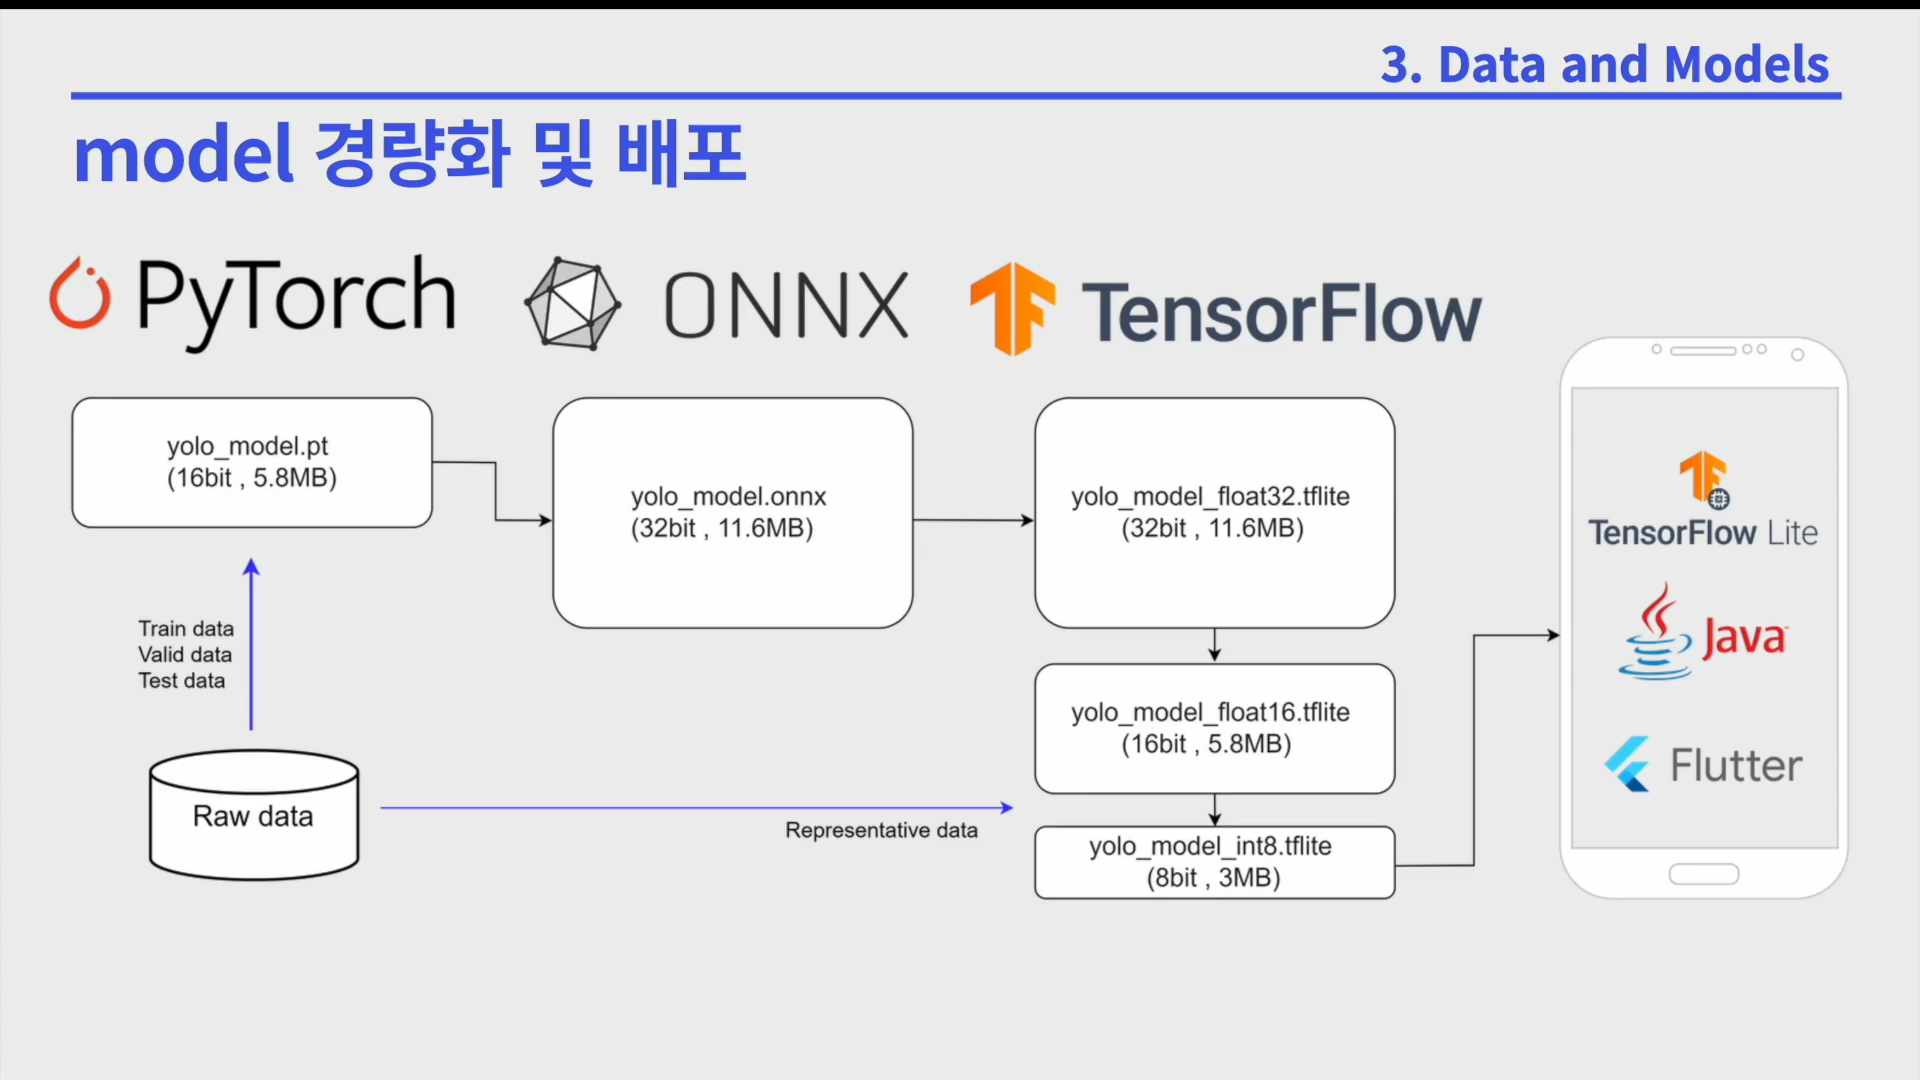 3. Data and Models
model 경량화 및 배포
PyTorch
ONNX
TensorFlow
yolo_model.pt
(16bit , 5.8MB)
yolo_model.onnx
(32bit , 11.6MB)
yolo_model_float32.tflite
(32bit , 11.6MB)
Train data
Valid data
Test data
Raw data
Representative data
yolo_model_float16.tflite
(16bit , 5.8MB)
yolo_model_int8.tflite
(8bit , 3MB)
TensorFlow Lite
Java™
Flutter